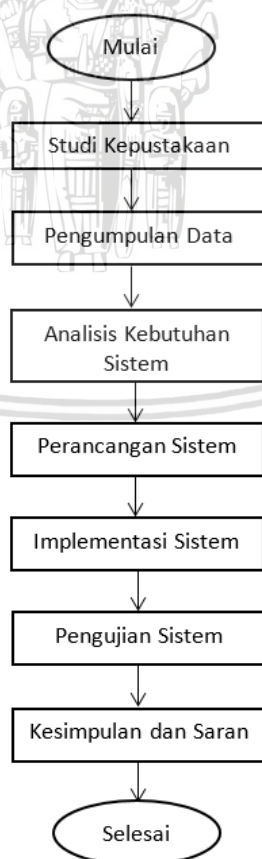 Mulai
Studi Kepustakaan
Pengumpulan Data
Analisis Kebutuhan
Sistem
Perancangan Sistem
Implementasi Sistem
Pengujian Sistem
Kesimpulan dan Saran
Selesai